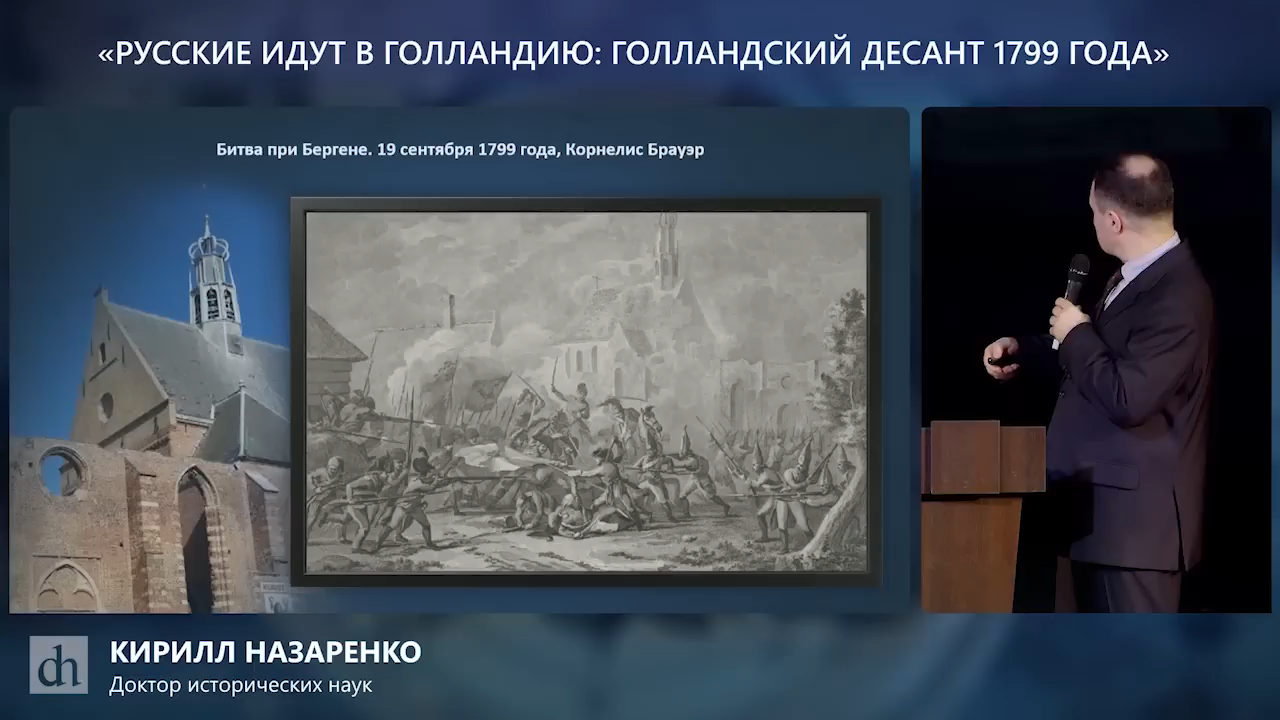 «РУССКИЕ ИДУТ В ГОЛЛАНДИЮ: ГОЛЛАНДСКИЙ ДЕСАНТ 1799 ГОДА»
Битва при Бергене. 19 сентября 1799 года, Корнелис Брауэр
dh
КИРИЛЛ НАЗАРЕНКО
Доктор исторических наук